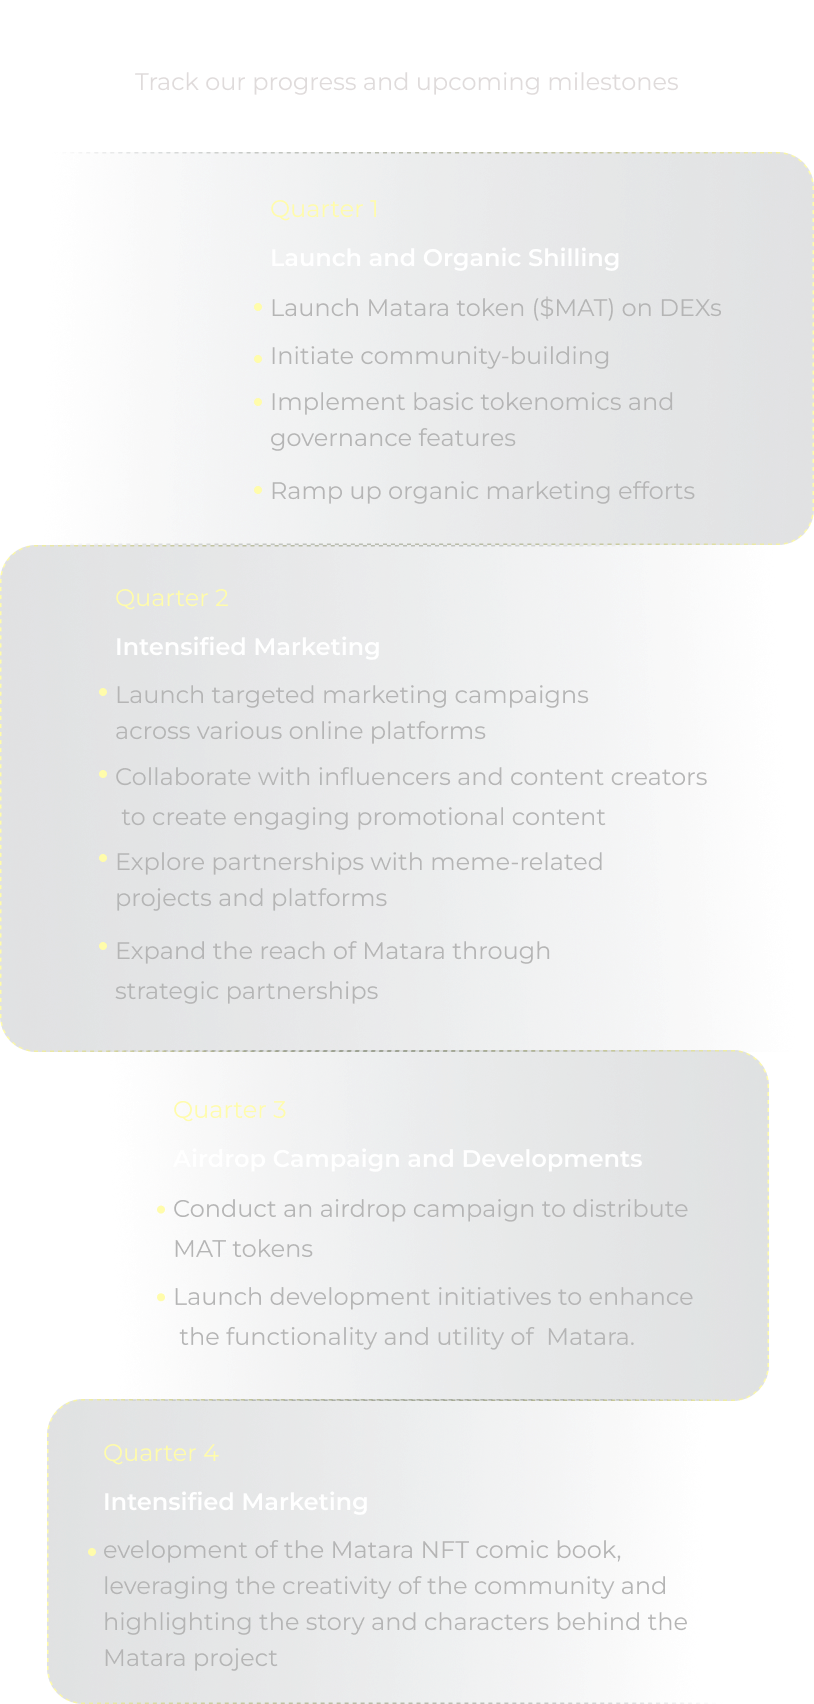 Track our progress and upcoming milestones
Quarter 1
Launch and Organic Shilling
Launch Matara token ($MAT) on DEXs
Initiate community-building
Implement basic tokenomics and
governance features
Ramp up organic marketing efforts
Quarter 2
Intensified Marketing
Launch targeted marketing campaigns
across various online platforms
Collaborate with influencers and content creators
to create engaging promotional content
Explore partnerships with meme-related
projects and platforms
Expand the reach of Matara through
strategic partnerships
Quarter 3
Airdrop Campaign and Developments
Conduct an airdrop campaign to distribute
MAT tokens
Launch development initiatives to enhance
the functionality and utility of Matara.
Quarter 4
Intensified Marketing
evelopment of the Matara NFT comic book,
leveraging the creativity of the community and
highlighting the story and characters behind the
Matara project